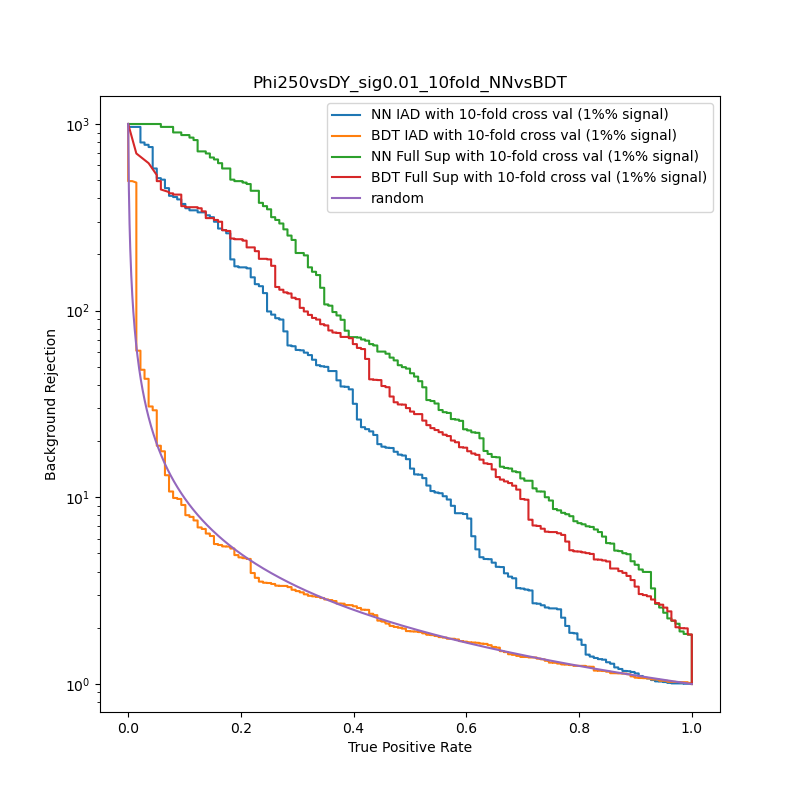 Phi250vsDY_sig0.01_10fold_NNvsBDT
NN IAD with 10-fold cross val (1%% signal)
BDT IAD with 10-fold cross val (1%% signal)
NN Full Sup with 10-fold cross val (1%% signal)
BDT Full Sup with 10-fold cross val (1%% signal)
random
Background Rejection
10³
10²
10¹
10⁰
0.0 0.2 0.4 0.6 0.8 1.0
True Positive Rate